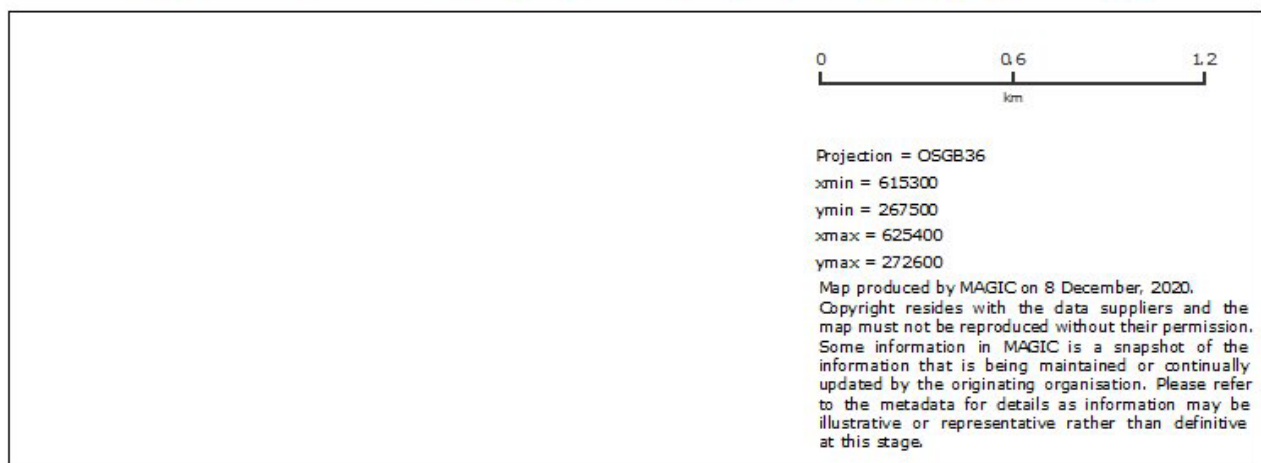 0 0.6 1.2
km
Projection = OSGB36
xmin = 615300
ymin = 267500
xmax = 625400
ymax = 272600
Map produced by MAGIC on 8 December, 2020.
Copyright resides with the data suppliers and the
map must not be reproduced without their permission.
Some information in MAGIC is a snapshot of the
information that is being maintained or continually
updated by the originating organisation. Please refer
to the metadata for details as information may be
illustrative or representative rather than definitive
at this stage.